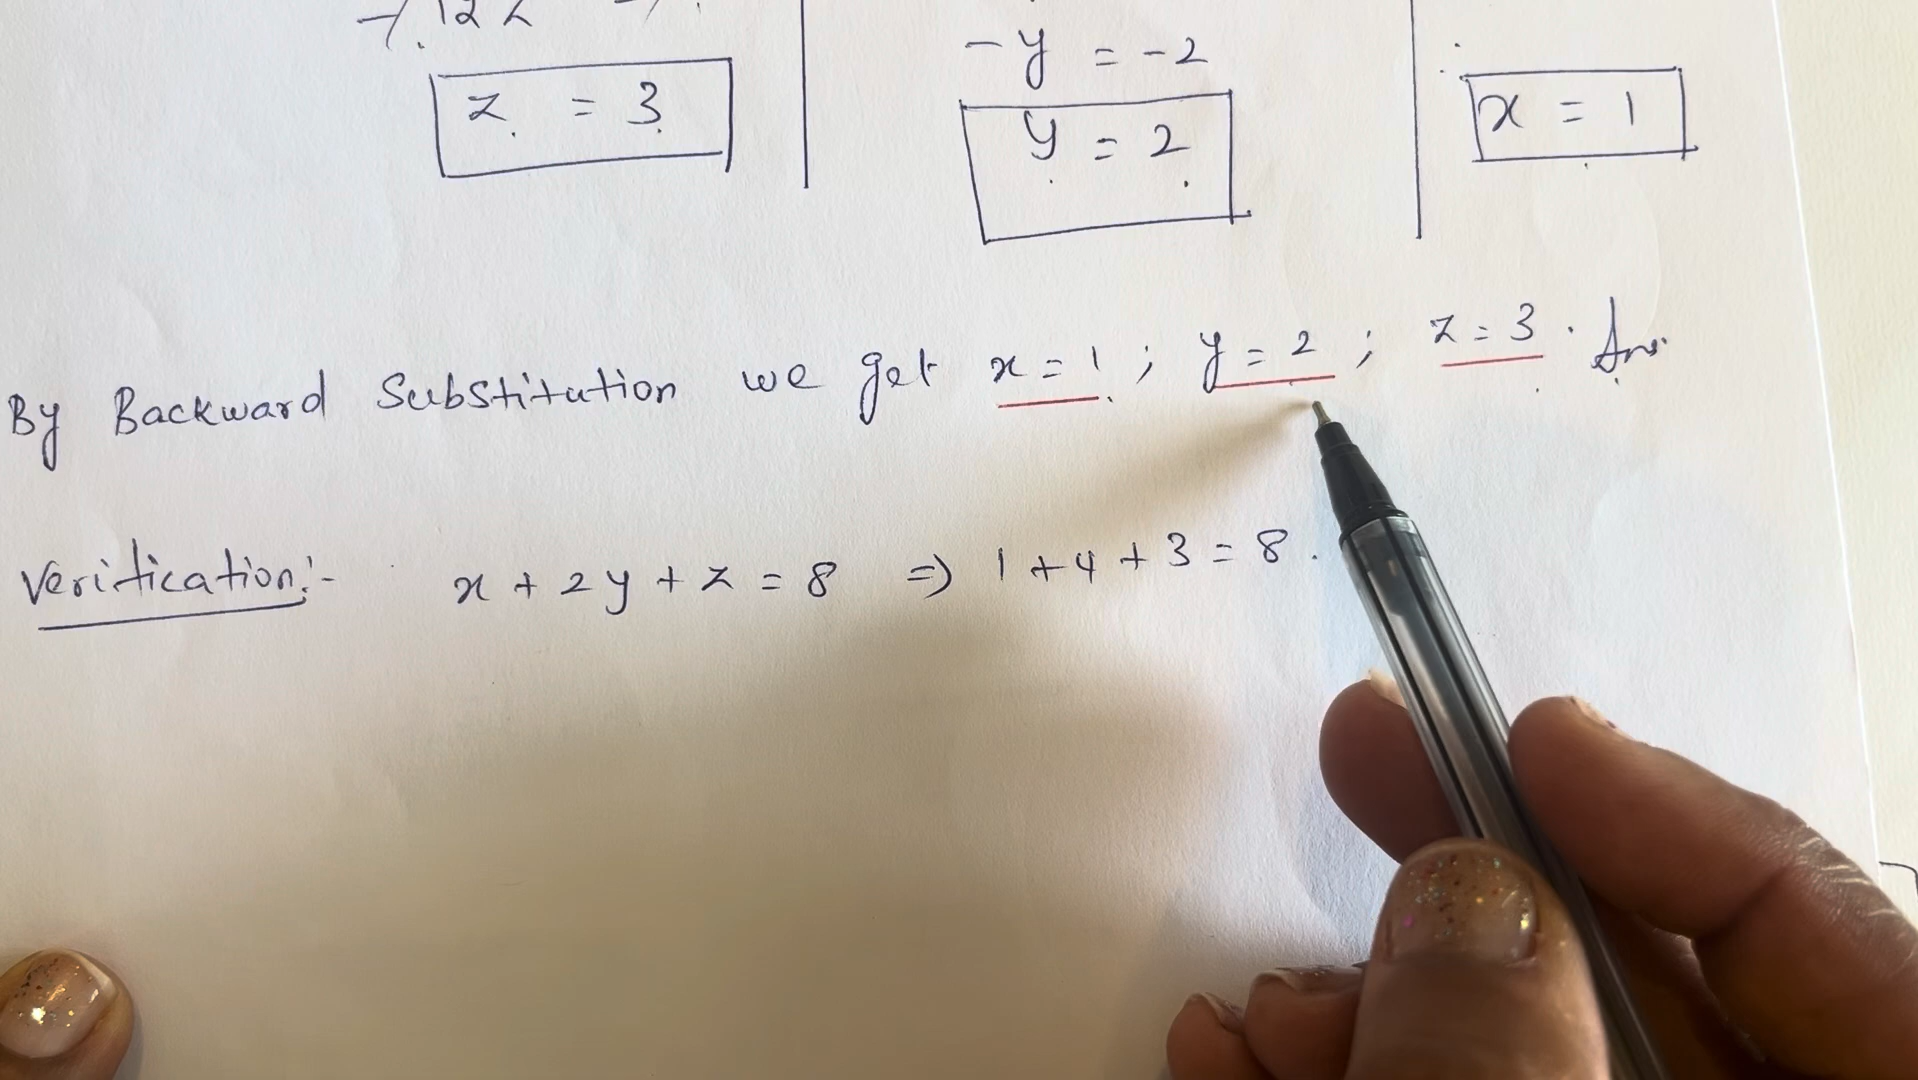 z = 3
-y = -2
y = 2
x = 1
By Backward Substitution we get x = 1 ; y = 2 ; z = 3 . Ans.
Verification:- x + 2y + z = 8 => 1 + 4 + 3 = 8 .